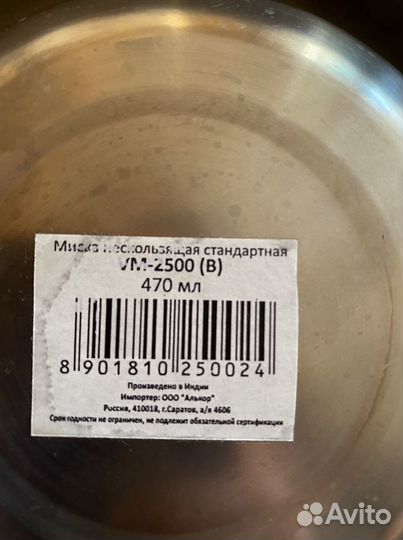 Миска нескользящая стандартная
VM-2500 (B)
470 мл
8 901810 250024
Произведено в Индии
Импортер: ООО "Алькор"
Россия, 410018, г.Саратов, а/я 4606
Срок годности не ограничен, не подлежит обязательной сертификации
Avito